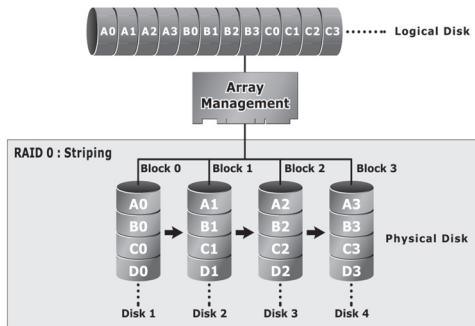 A0 A1 A2 A3 B0 B1 B2 B3 C0 C1 C2 C3 Logical Disk
Array
Management
RAID 0 : Striping
Block 0 Block 1 Block 2 Block 3
A0 A1 A2 A3
B0 B1 B2 B3
C0 C1 C2 C3
D0 D1 D2 D3
Physical Disk
Disk 1 Disk 2 Disk 3 Disk 4